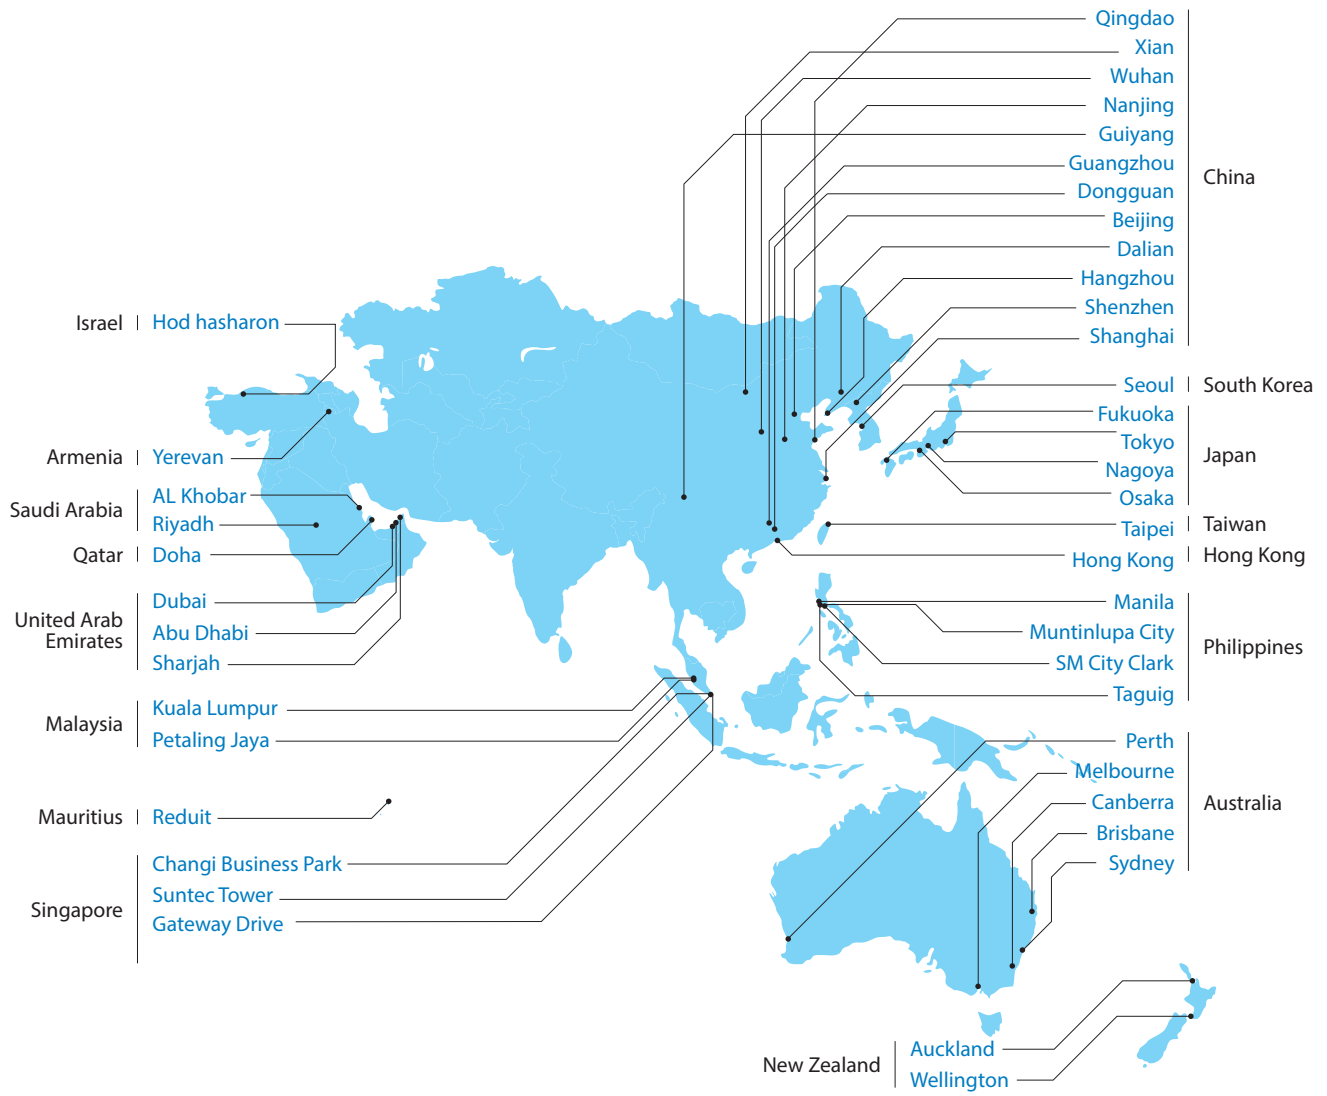 Qingdao
Xian
Wuhan
Nanjing
Guiyang
Guangzhou
Dongguan
Beijing
Dalian
Hangzhou
Shenzhen
Shanghai
China
Seoul
South Korea
Fukuoka
Tokyo
Nagoya
Osaka
Japan
Taipei
Taiwan
Hong Kong
Hong Kong
Manila
Muntinlupa City
SM City Clark
Taguig
Philippines
Perth
Melbourne
Canberra
Brisbane
Sydney
Australia
Israel
Hod hasharon
Armenia
Yerevan
Saudi Arabia
AL Khobar
Riyadh
Qatar
Doha
United Arab
Emirates
Dubai
Abu Dhabi
Sharjah
Malaysia
Kuala Lumpur
Petaling Jaya
Mauritius
Reduit
Singapore
Changi Business Park
Suntec Tower
Gateway Drive
New Zealand
Auckland
Wellington